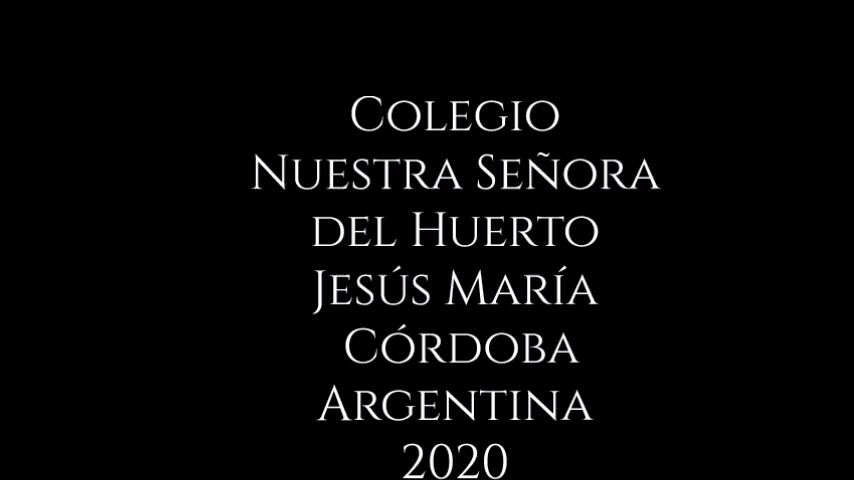 Colegio
Nuestra Señora
del Huerto
Jesús María
Córdoba
Argentina
2020